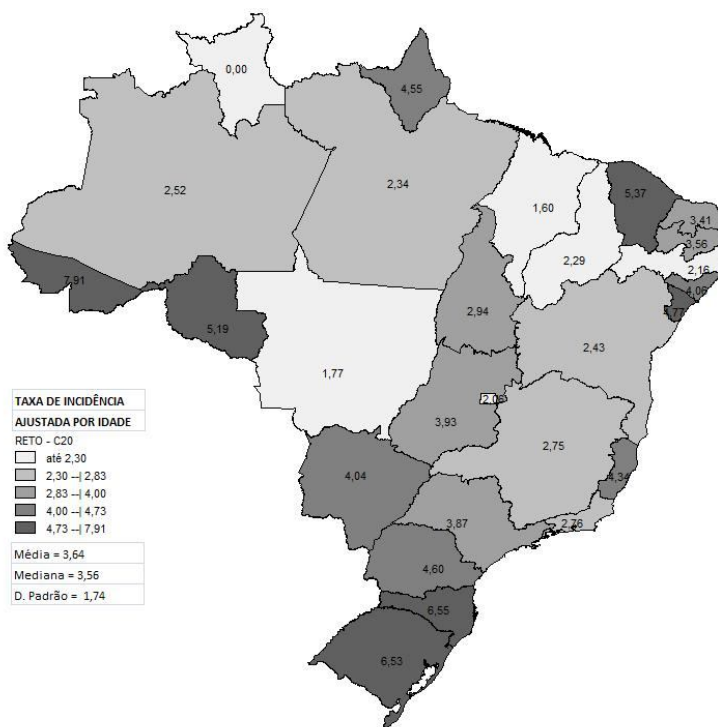 0,00
4,55
2,52
2,34
1,60
5,37
3,41
3,56
2,29
2,16
4,06
7,91
5,19
2,94
2,43
1,77
3,93
2,75
4,34
4,04
3,87
2,76
4,60
6,55
6,53
TAXA DE INCIDÊNCIA
AJUSTADA POR IDADE
RETO - C20
até 2,30
2,30 --| 2,83
2,83 --| 4,00
4,00 --| 4,73
4,73 --| 7,91
Média = 3,64
Mediana = 3,56
D. Padrão = 1,74